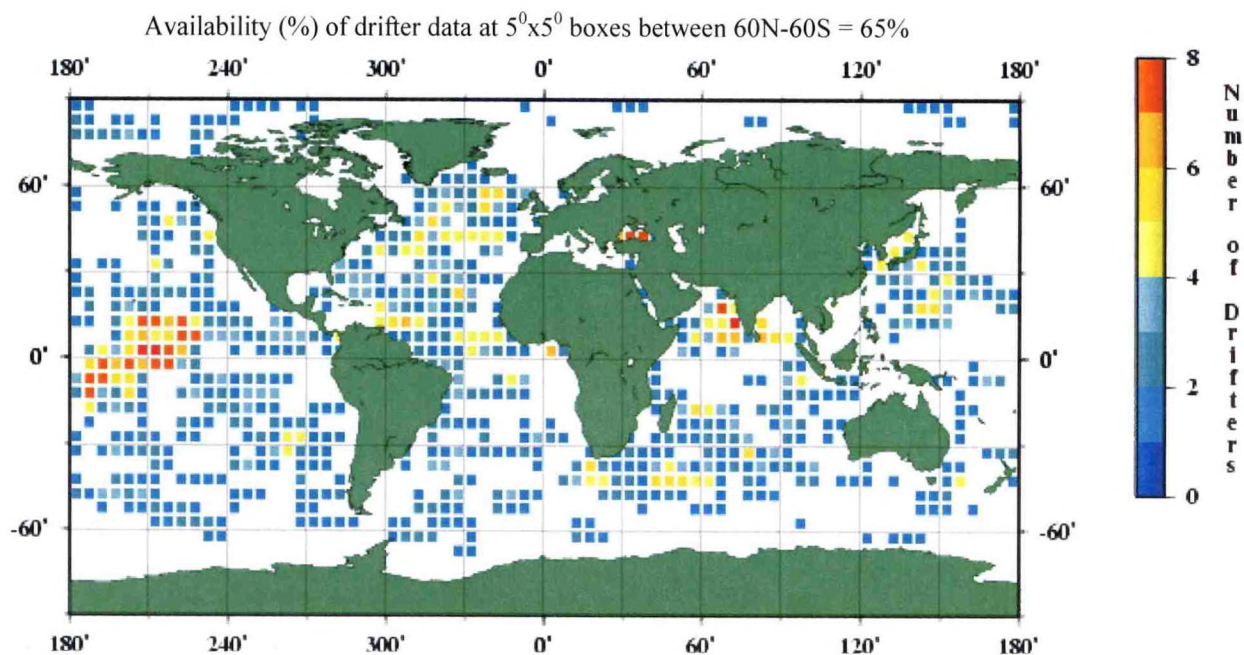 Availability (%) of drifter data at 5⁰x5⁰ boxes between 60N-60S = 65%
180' 240' 300' 0' 60' 120' 180'
60' 60'
0' 0'
-60' -60'
180' 240' 300' 0' 60' 120' 180'
8
6
4
2
0
Number of Drifters